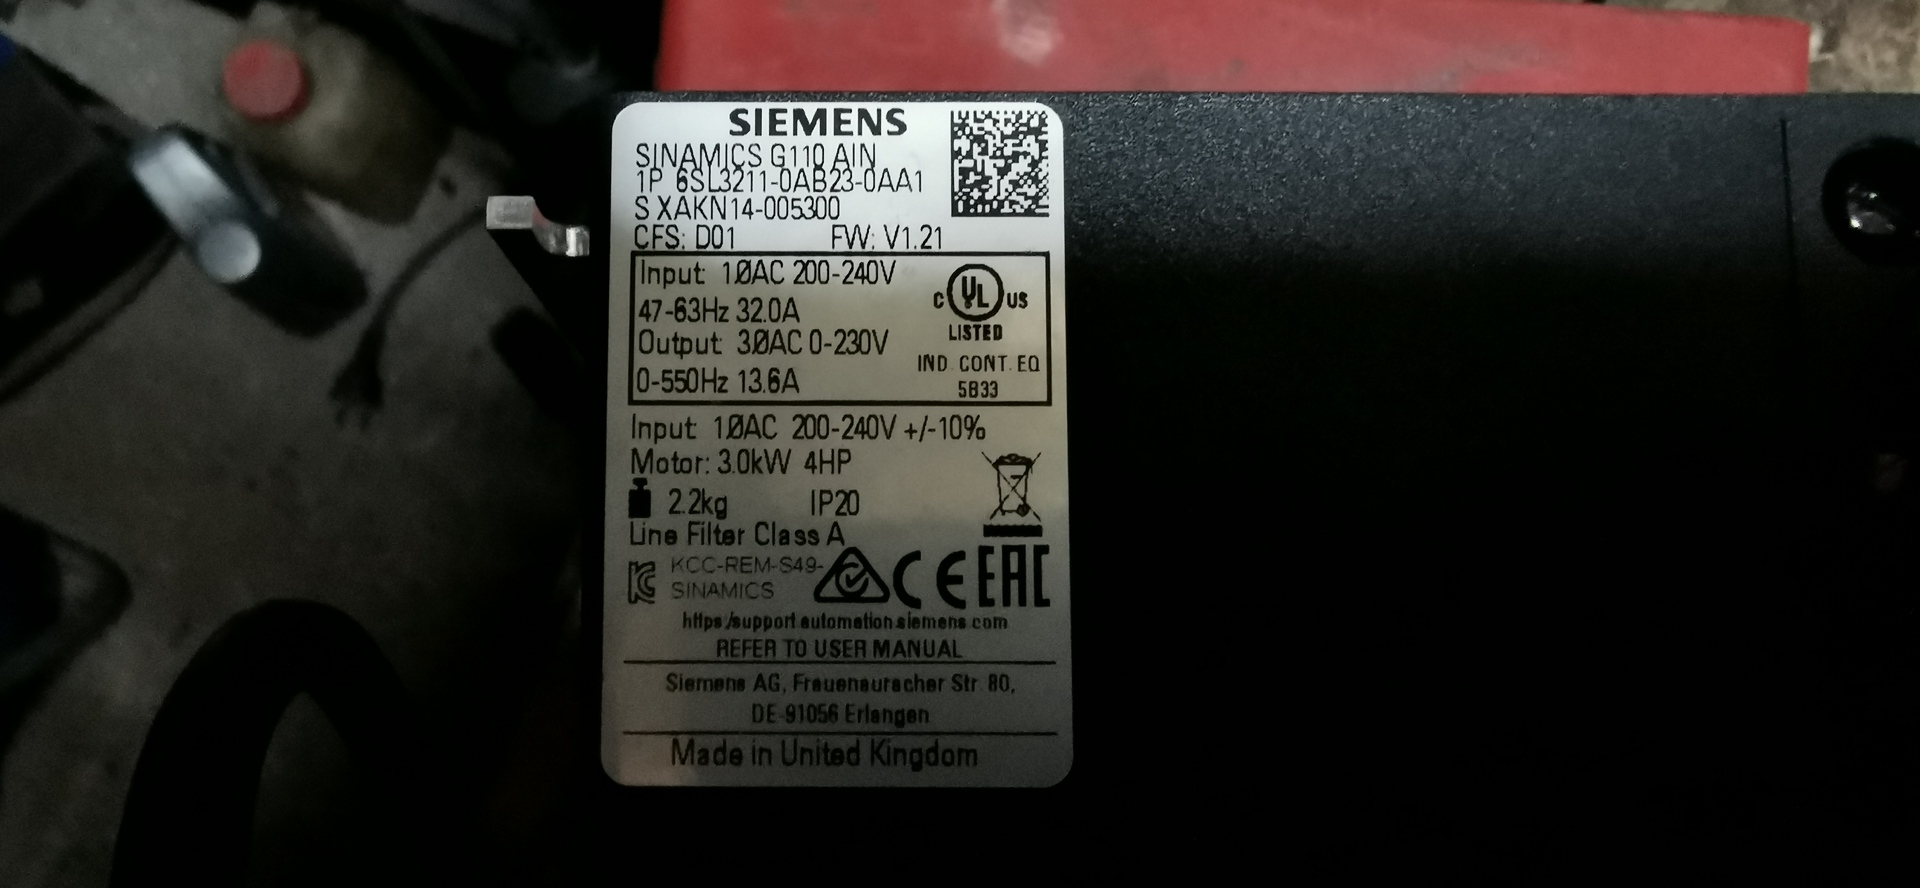 SIEMENS
SINAMICS G110 AIN
1P 6SL3211-0AB23-0AA1
S XAKN14-005300
CFS: D01 FW: V1.21
Input: 1ØAC 200-240V
47-63Hz 32.0A
Output: 3ØAC 0-230V
0-550Hz 13.6A
C UL US
LISTED
IND. CONT. EQ
5B33
Input: 1ØAC 200-240V +/-10%
Motor: 3.0kW 4HP
2.2kg IP20
Line Filter Class A
KCC-REM-S49-
SINAMICS
CE EAC
https:/support.automation.siemens.com
REFER TO USER MANUAL
Siemens AG, Frauenauracher Str. 80,
DE-91056 Erlangen
Made in United Kingdom